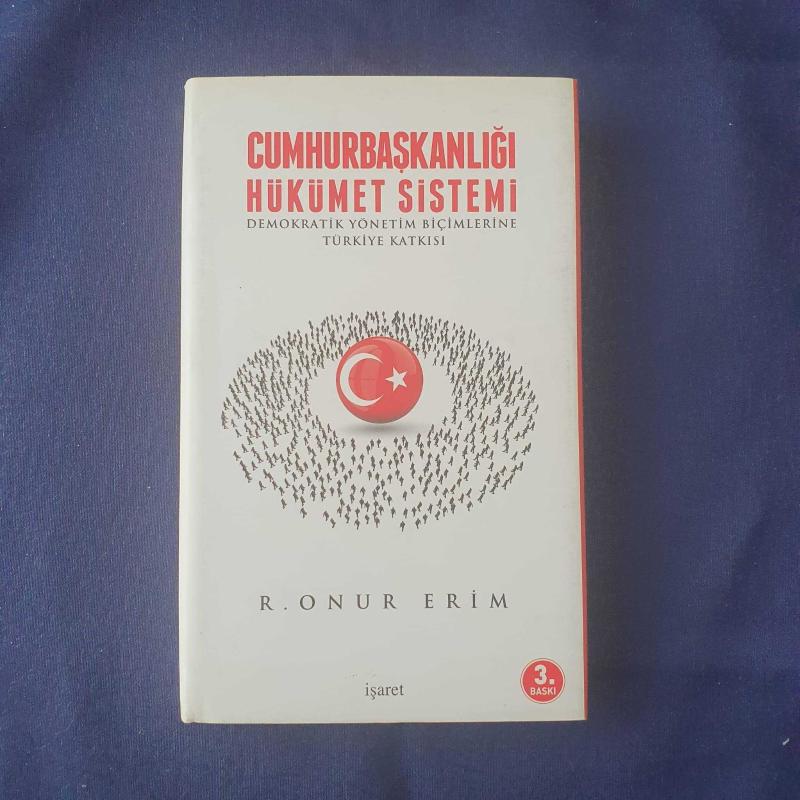 CUMHURBAŞKANLIĞI
HÜKÜMET SİSTEMİ
DEMOKRATİK YÖNETİM BİÇİMLERİNE
TÜRKİYE KATKISI
R. ONUR ERİM
işaret
3.
BASKI